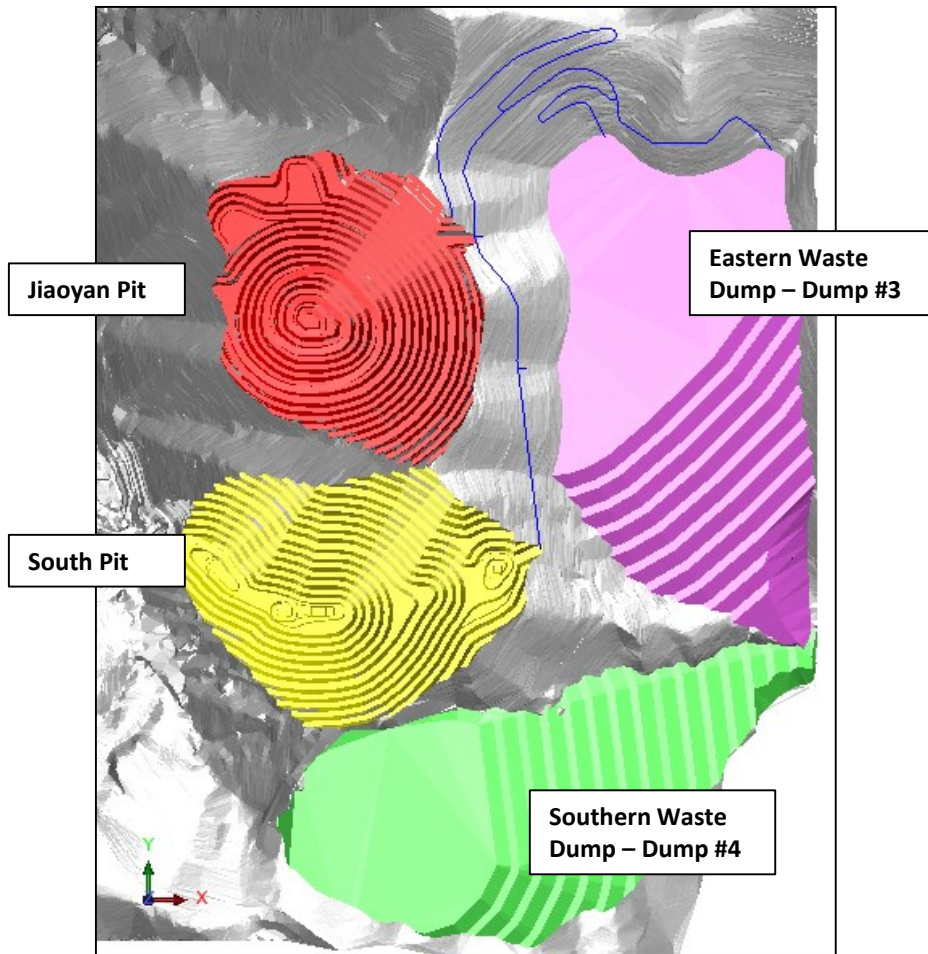 Eastern Waste
Dump – Dump #3
Jiaoyan Pit
South Pit
Southern Waste
Dump – Dump #4
Y
X